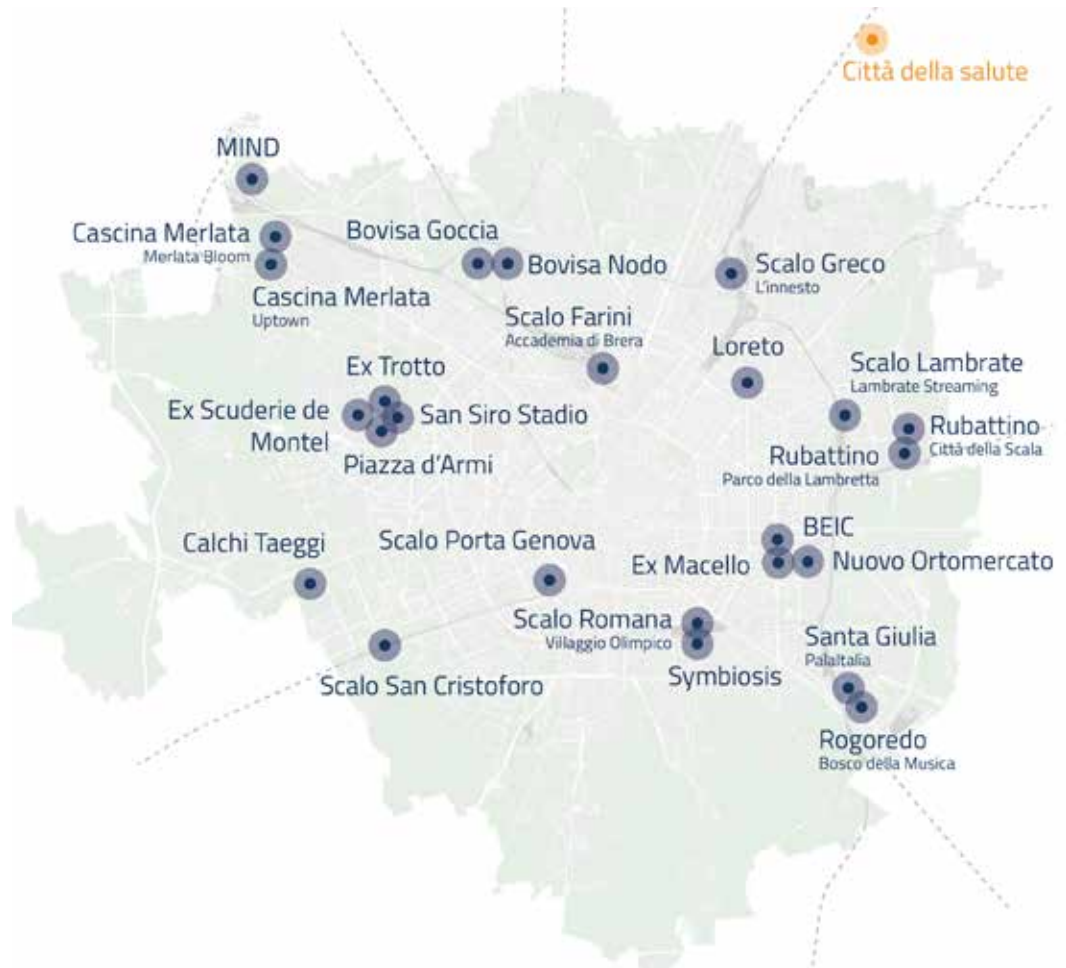 Città della salute
MIND
Cascina Merlata
Merlata Bloom
Cascina Merlata
Uptown
Bovisa Goccia
Bovisa Nodo
Scalo Greco
L'innesto
Scalo Farini
Accademia di Brera
Loreto
Ex Trotto
Ex Scuderie de
Montel
San Siro Stadio
Piazza d'Armi
Scalo Lambrate
Lambrate Streaming
Rubattino
Città della Scala
Rubattino
Parco della Lambretta
Calchi Taeggi
Scalo Porta Genova
BEIC
Ex Macello
Nuovo Ortomercato
Scalo Romana
Villaggio Olimpico
Symbiosis
Santa Giulia
PalaItalia
Scalo San Cristoforo
Rogoredo
Bosco della Musica